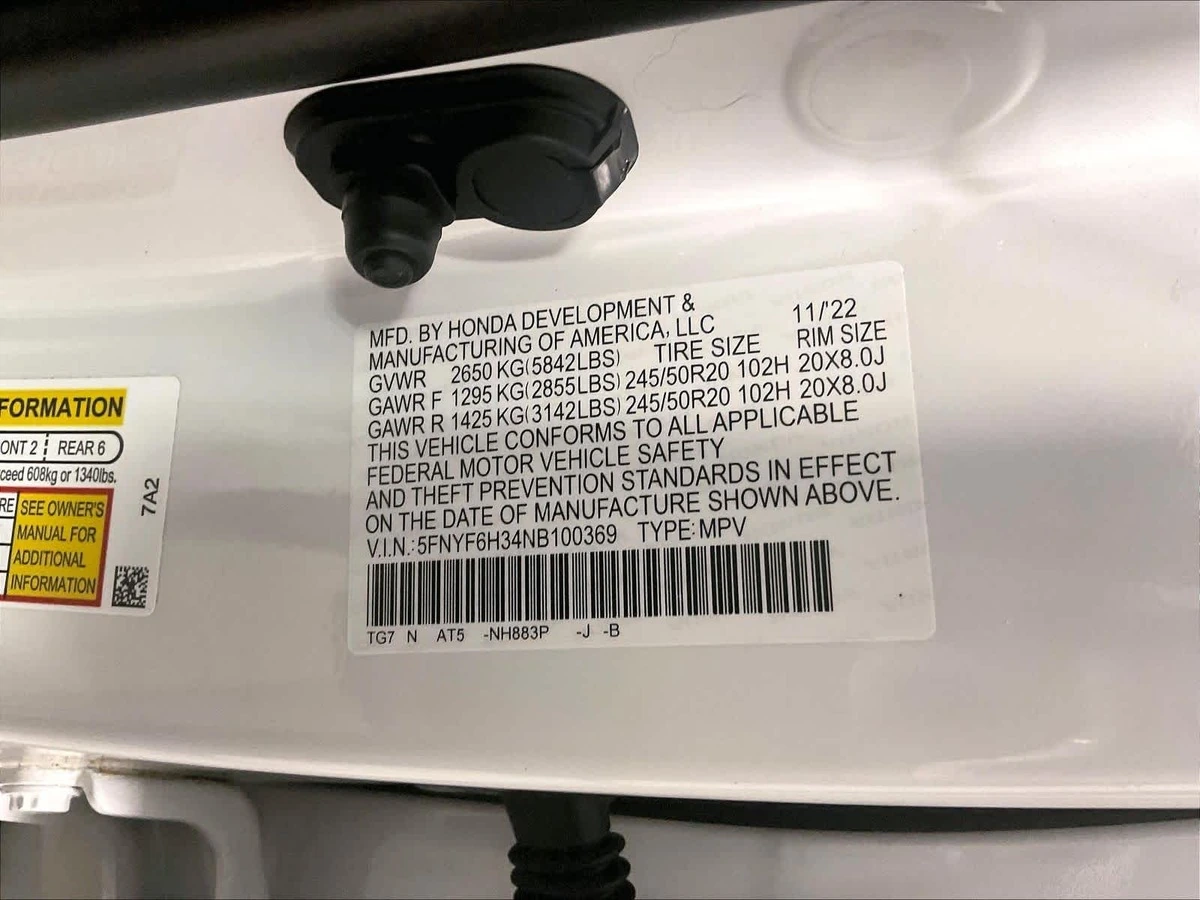 MFD. BY HONDA DEVELOPMENT &
MANUFACTURING OF AMERICA, LLC 11/'22
GVWR 2650 KG(5842LBS) TIRE SIZE RIM SIZE
GAWR F 1295 KG(2855LBS) 245/50R20 102H 20X8.0J
GAWR R 1425 KG(3142LBS) 245/50R20 102H 20X8.0J
THIS VEHICLE CONFORMS TO ALL APPLICABLE
FEDERAL MOTOR VEHICLE SAFETY
AND THEFT PREVENTION STANDARDS IN EFFECT
ON THE DATE OF MANUFACTURE SHOWN ABOVE.
V.I.N.:5FNYF6H34NB100369 TYPE:MPV
TG7 N AT5 -NH883P -J -B
FORMATION
ONT 2 REAR 6
ceed 608kg or 1340lbs.
RE SEE OWNER'S
MANUAL FOR
ADDITIONAL
INFORMATION
7A2